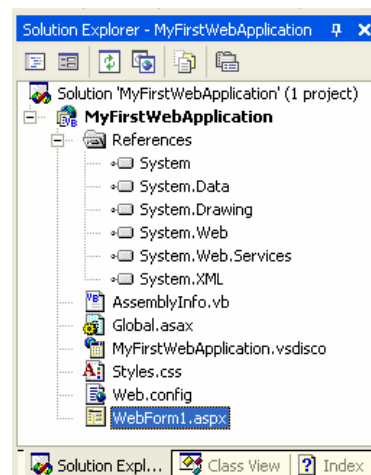 Solution Explorer - MyFirstWebApplication
Solution 'MyFirstWebApplication' (1 project)
MyFirstWebApplication
References
System
System.Data
System.Drawing
System.Web
System.Web.Services
System.XML
AssemblyInfo.vb
Global.asax
MyFirstWebApplication.vsdisco
Styles.css
Web.config
WebForm1.aspx
Solution Expl... Class View Index